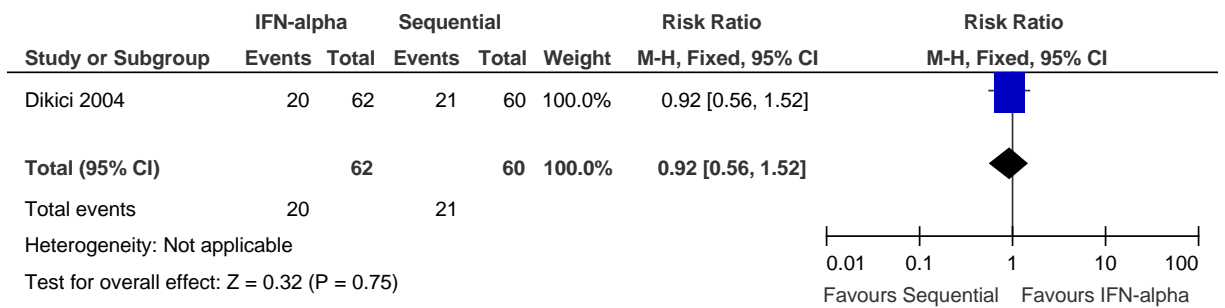 IFN-alpha Sequential Risk Ratio Risk Ratio
Study or Subgroup Events Total Events Total Weight M-H, Fixed, 95% CI M-H, Fixed, 95% CI
Dikici 2004 20 62 21 60 100.0% 0.92 [0.56, 1.52]
Total (95% CI) 62 60 100.0% 0.92 [0.56, 1.52]
Total events 20 21
Heterogeneity: Not applicable
Test for overall effect: Z = 0.32 (P = 0.75)
0.01 0.1 1 10 100
Favours Sequential Favours IFN-alpha